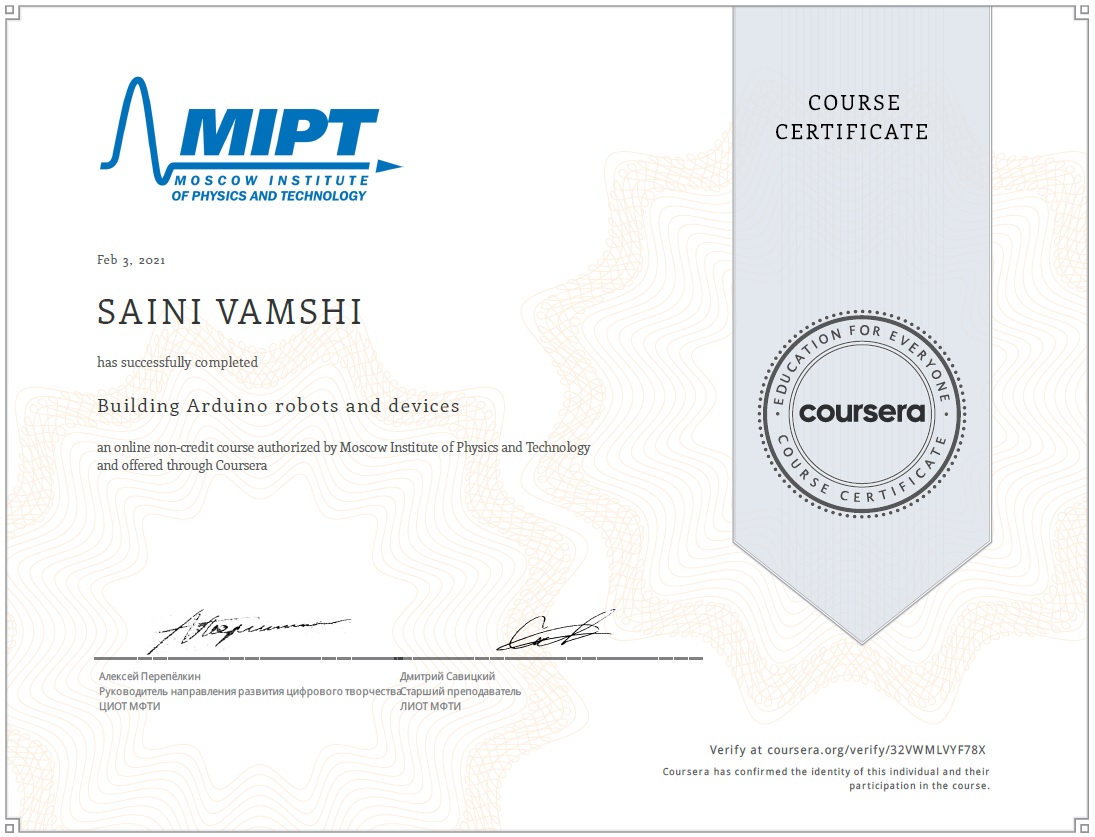 MIPT
MOSCOW INSTITUTE
OF PHYSICS AND TECHNOLOGY
COURSE
CERTIFICATE
Feb 3, 2021
SAINI VAMSHI
has successfully completed
Building Arduino robots and devices
an online non-credit course authorized by Moscow Institute of Physics and Technology
and offered through Coursera
EDUCATION FOR EVERYONE
coursera
COURSE CERTIFICATE
Алексей Перепёлкин
Руководитель направления развития цифрового творчества
ЦИОТ МФТИ
Дмитрий Савицкий
Старший преподаватель
ЛИОТ МФТИ
Verify at coursera.org/verify/32VWMLVYF78X
Coursera has confirmed the identity of this individual and their
participation in the course.